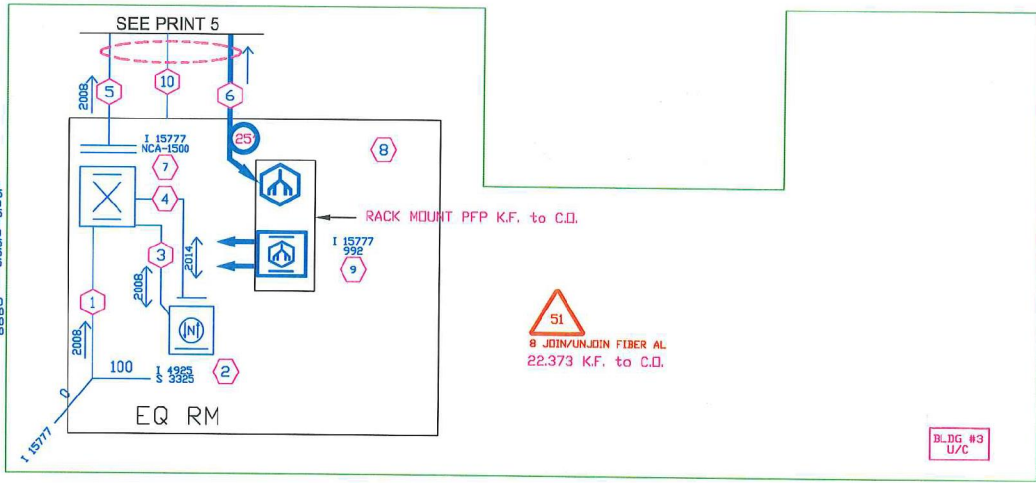 SEE PRINT 5
2008
5
10
6
25'
I 15777
NCA-1500
7
8
4
RACK MOUNT PFP K.F. to C.O.
3
2014
2008
I 15777
992
9
1
N
51
8 JOIN/UNJOIN FIBER AL
22.373 K.F. to C.O.
2008
100
I 4925
S 3325
2
0
EQ RM
I 15777
BLDG #3
U/C